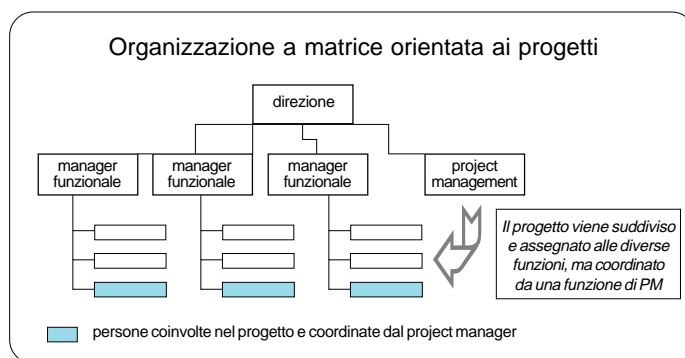 Organizzazione a matrice orientata ai progetti
direzione
manager
funzionale
manager
funzionale
manager
funzionale
project
management
Il progetto viene suddiviso
e assegnato alle diverse
funzioni, ma coordinato
da una funzione di PM
persone coinvolte nel progetto e coordinate dal project manager